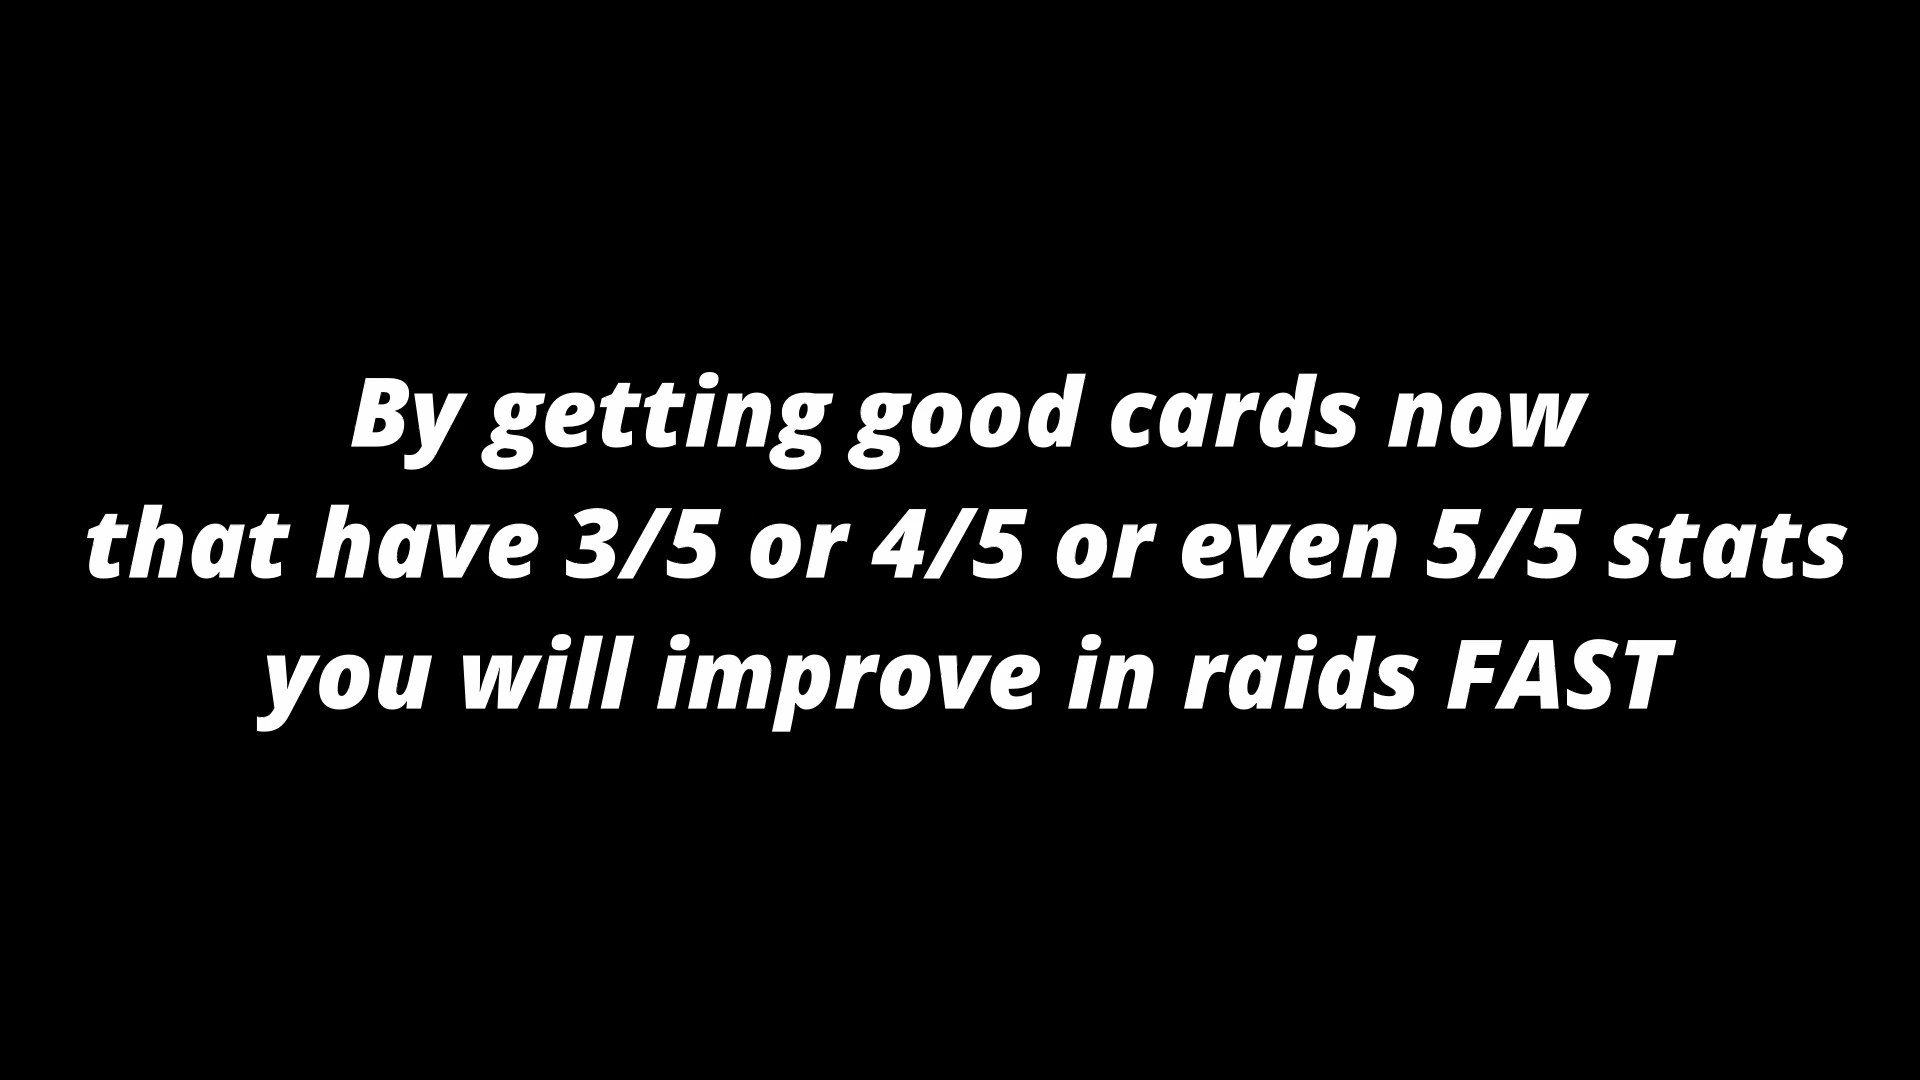 By getting good cards now
that have 3/5 or 4/5 or even 5/5 stats
you will improve in raids FAST